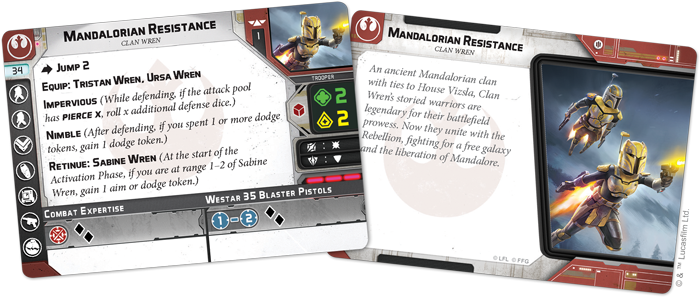 MANDALORIAN RESISTANCE
CLAN WREN
1
34
JUMP 2
EQUIP: TRISTAN WREN, URSA WREN
IMPERVIOUS (While defending, if the attack pool
has PIERCE X, roll x additional defense dice.)
NIMBLE (After defending, if you spent 1 or more dodge
tokens, gain 1 dodge token.)
RETINUE: SABINE WREN (At the start of the
Activation Phase, if you are at range 1–2 of Sabine
Wren, gain 1 aim or dodge token.)
TROOPER
2
2
COMBAT EXPERTISE
WESTAR 35 BLASTER PISTOLS
1 - 2
MANDALORIAN RESISTANCE
CLAN WREN
An ancient Mandalorian clan
with ties to House Vizsla, Clan
Wren's storied warriors are
legendary for their battlefield
prowess. Now they unite with the
Rebellion, fighting for a free galaxy
and the liberation of Mandalore.
© LFL © FFG
© & ™ Lucasfilm Ltd.